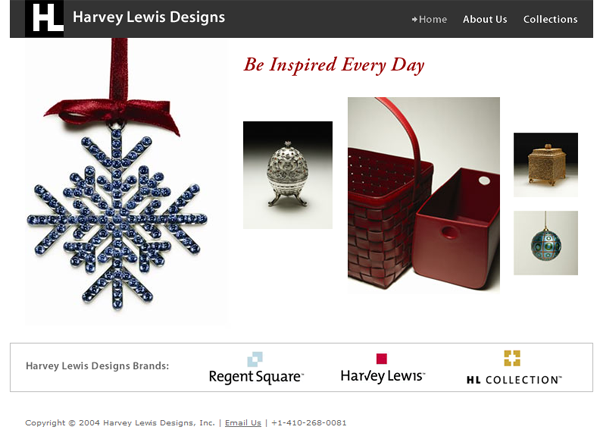 HL Harvey Lewis Designs Home About Us Collections
Be Inspired Every Day
Harvey Lewis Designs Brands: Regent Square™ Harvey Lewis™ HL COLLECTION™
Copyright © 2004 Harvey Lewis Designs, Inc. | Email Us | +1-410-268-0081